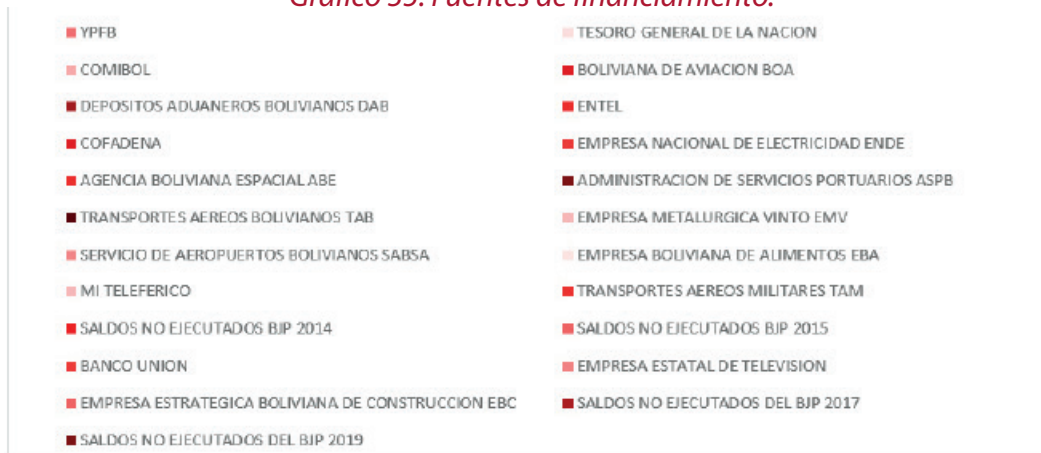 Gráfico 35. Fuentes de financiamiento.
YPFB TESORO GENERAL DE LA NACION
COMIBOL BOLIVIANA DE AVIACION BOA
DEPOSITOS ADUANEROS BOLIVIANOS DAB ENTEL
COFADENA EMPRESA NACIONAL DE ELECTRICIDAD ENDE
AGENCIA BOLIVIANA ESPACIAL ABE ADMINISTRACION DE SERVICIOS PORTUARIOS ASPB
TRANSPORTES AEREOS BOLIVIANOS TAB EMPRESA METALURGICA VINTO EMV
SERVICIO DE AEROPUERTOS BOLIVIANOS SABSA EMPRESA BOLIVIANA DE ALIMENTOS EBA
MI TELEFERICO TRANSPORTES AEREOS MILITARES TAM
SALDOS NO EJECUTADOS BJP 2014 SALDOS NO EJECUTADOS BJP 2015
BANCO UNION EMPRESA ESTATAL DE TELEVISION
EMPRESA ESTRATEGICA BOLIVIANA DE CONSTRUCCION EBC SALDOS NO EJECUTADOS DEL BJP 2017
SALDOS NO EJECUTADOS DEL BJP 2019